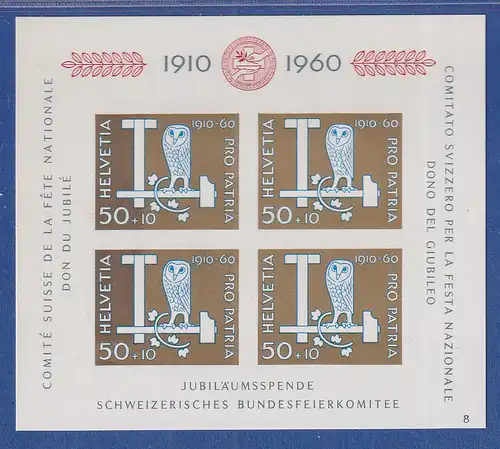 1910 1960
COMITÉ SUISSE DE LA FÊTE NATIONALE
DON DU JUBILÉ
HELVETIA
1910-60
PRO PATRIA
50+10
HELVETIA
1910-60
PRO PATRIA
50+10
HELVETIA
1910-60
PRO PATRIA
50+10
HELVETIA
1910-60
PRO PATRIA
50+10
COMITATO SVIZZERO PER LA FESTA NAZIONALE
DONO DEL GIUBILEO
JUBILÄUMSSPENDE
SCHWEIZERISCHES BUNDESFEIERKOMITEE
8